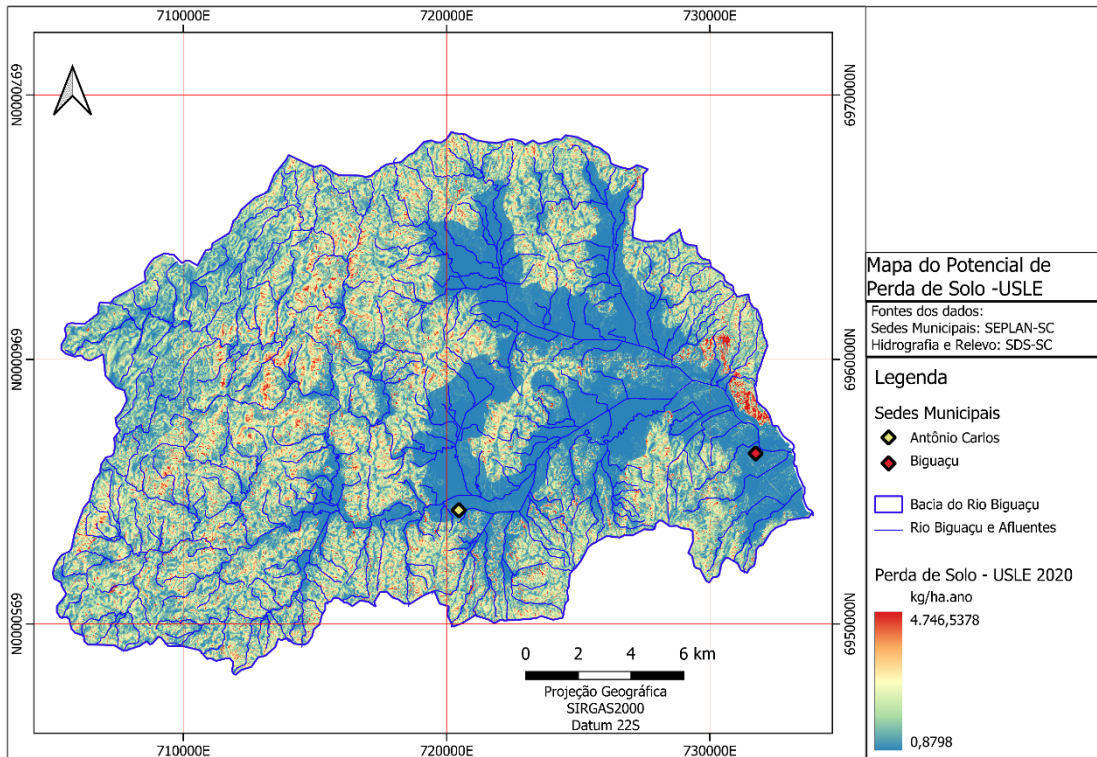 710000E
720000E
730000E
6970000N
6970000N
6960000N
6960000N
6950000N
6950000N
0 2 4 6 km
Projeção Geográfica
SIRGAS2000
Datum 22S
710000E
720000E
730000E
Mapa do Potencial de
Perda de Solo -USLE
Fontes dos dados:
Sedes Municipais: SEPLAN-SC
Hidrografia e Relevo: SDS-SC
Legenda
Sedes Municipais
Antônio Carlos
Biguaçu
Bacia do Rio Biguaçu
Rio Biguaçu e Afluentes
Perda de Solo - USLE 2020
kg/ha.ano
4.746,5378
0,8798